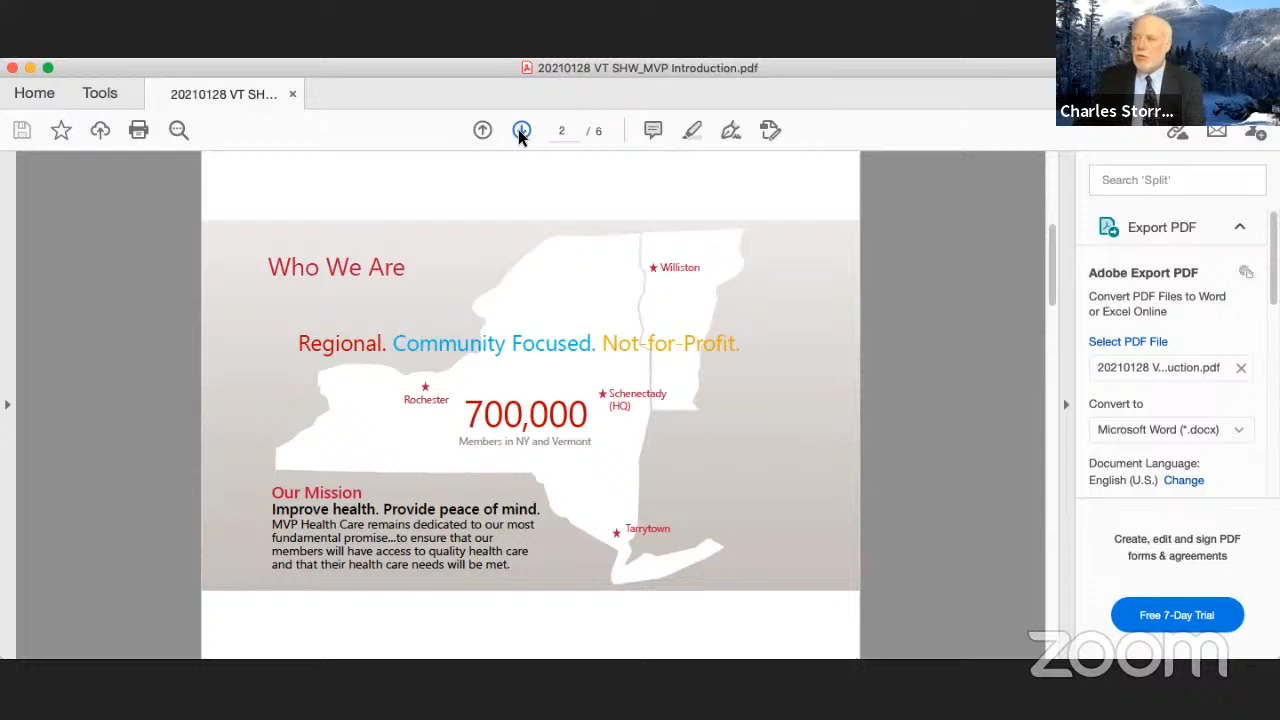 20210128 VT SHW_MVP Introduction.pdf
Home
Tools
20210128 VT SH...
Charles Storr...
2 / 6
Search 'Split'
Who We Are
Williston
Regional. Community Focused. Not-for-Profit.
Rochester
Schenectady
(HQ)
700,000
Members in NY and Vermont
Our Mission
Improve health. Provide peace of mind.
MVP Health Care remains dedicated to our most
fundamental promise...to ensure that our
members will have access to quality health care
and that their health care needs will be met.
Tarrytown
Export PDF
Adobe Export PDF
Convert PDF Files to Word
or Excel Online
Select PDF File
20210128 V...uction.pdf
Convert to
Microsoft Word (*.docx)
Document Language:
English (U.S.) Change
Create, edit and sign PDF
forms & agreements
Free 7-Day Trial
zoom